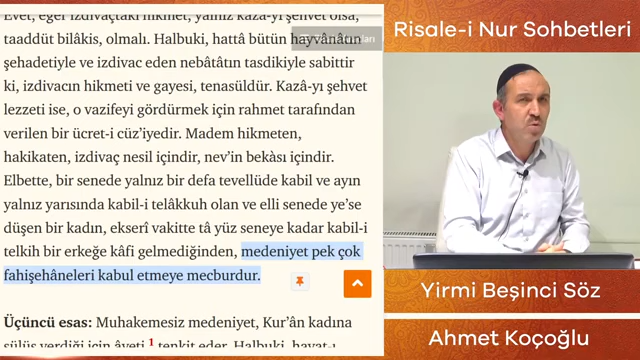 Evet, eğer izdivaçtaki hikmet, yalnız kazâ-yı şehvet olsa,
taaddüt bilâkis, olmalı. Halbuki, hattâ bütün hayvânâtın
şehadetiyle ve izdivac eden nebâtâtın tasdikiyle sabittir
ki, izdivacın hikmeti ve gayesi, tenasüldür. Kazâ-yı şehvet
lezzeti ise, o vazifeyi gördürmek için rahmet tarafından
verilen bir ücret-i cüz'iyedir. Madem hikmeten,
hakikaten, izdivaç nesil içindir, nev'in bekàsı içindir.
Elbette, bir senede yalnız bir defa tevellüde kabil ve ayın
yalnız yarısında kabil-i telâkkuh olan ve elli senede ye'se
düşen bir kadın, ekserî vakitte tâ yüz seneye kadar kabil-i
telkih bir erkeğe kâfi gelmediğinden, medeniyet pek çok
fahişehâneleri kabul etmeye mecburdur.
Üçüncü esas: Muhakemesiz medeniyet, Kur'ân kadına
sülüs verdiği için âyeti 1 tenkit eder. Halbuki, hayat-ı
Risale-i Nur Sohbetleri
Yirmi Beşinci Söz
Ahmet Koçoğlu